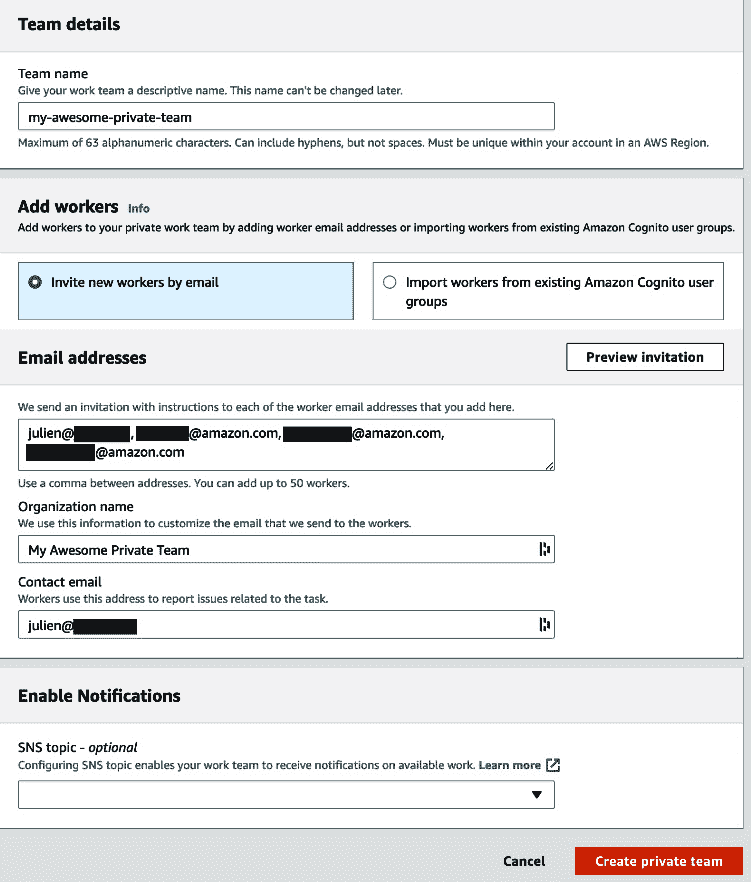 Team details
Team name
Give your work team a descriptive name. This name can't be changed later.
my-awesome-private-team
Maximum of 63 alphanumeric characters. Can include hyphens, but not spaces. Must be unique within your account in an AWS Region.
Add workers Info
Add workers to your private work team by adding worker email addresses or importing workers from existing Amazon Cognito user groups.
Invite new workers by email
Import workers from existing Amazon Cognito user
groups
Email addresses
Preview invitation
We send an invitation with instructions to each of the worker email addresses that you add here.
julien@ , @amazon.com, @amazon.com,
@amazon.com
Use a comma between addresses. You can add up to 50 workers.
Organization name
We use this information to customize the email that we send to the workers.
My Awesome Private Team
Contact email
Workers use this address to report issues related to the task.
julien@
Enable Notifications
SNS topic - optional
Configuring SNS topic enables your work team to receive notifications on available work. Learn more
Cancel
Create private team